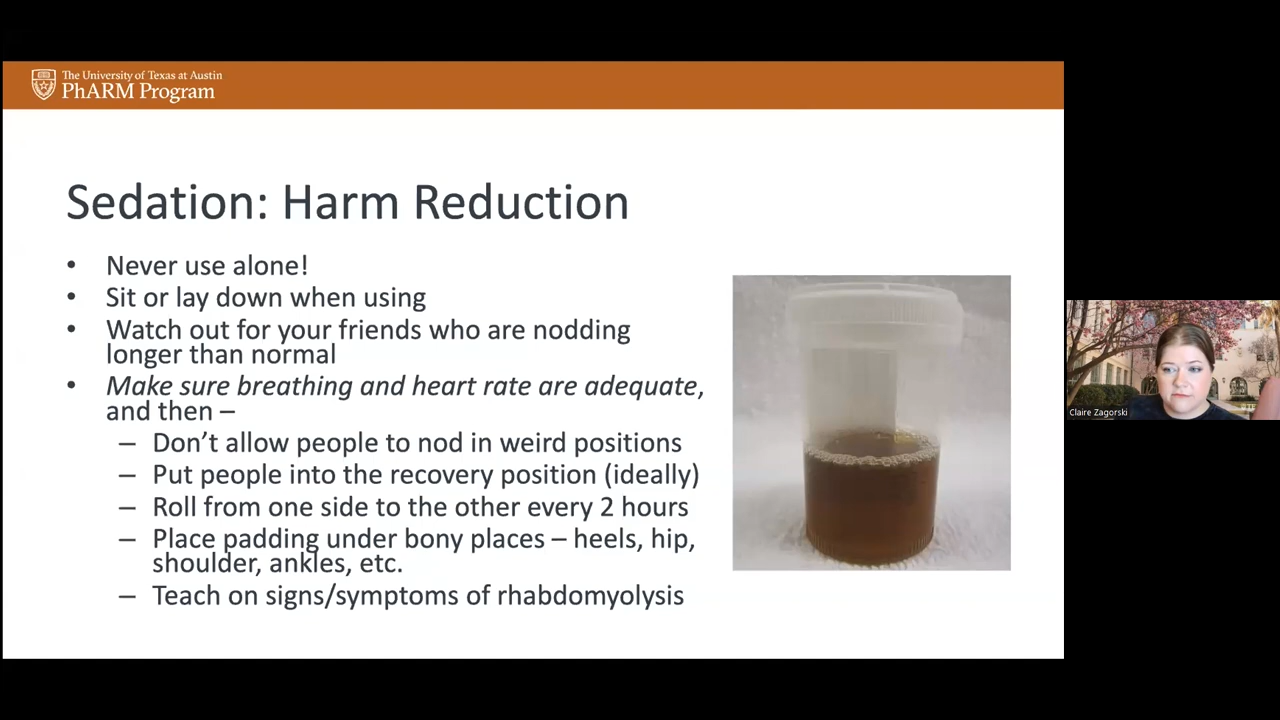 The University of Texas at Austin
PhARM Program
Sedation: Harm Reduction
• Never use alone!
• Sit or lay down when using
• Watch out for your friends who are nodding
longer than normal
• Make sure breathing and heart rate are adequate,
and then –
– Don't allow people to nod in weird positions
– Put people into the recovery position (ideally)
– Roll from one side to the other every 2 hours
– Place padding under bony places – heels, hip,
shoulder, ankles, etc.
– Teach on signs/symptoms of rhabdomyolysis
Claire Zagorski